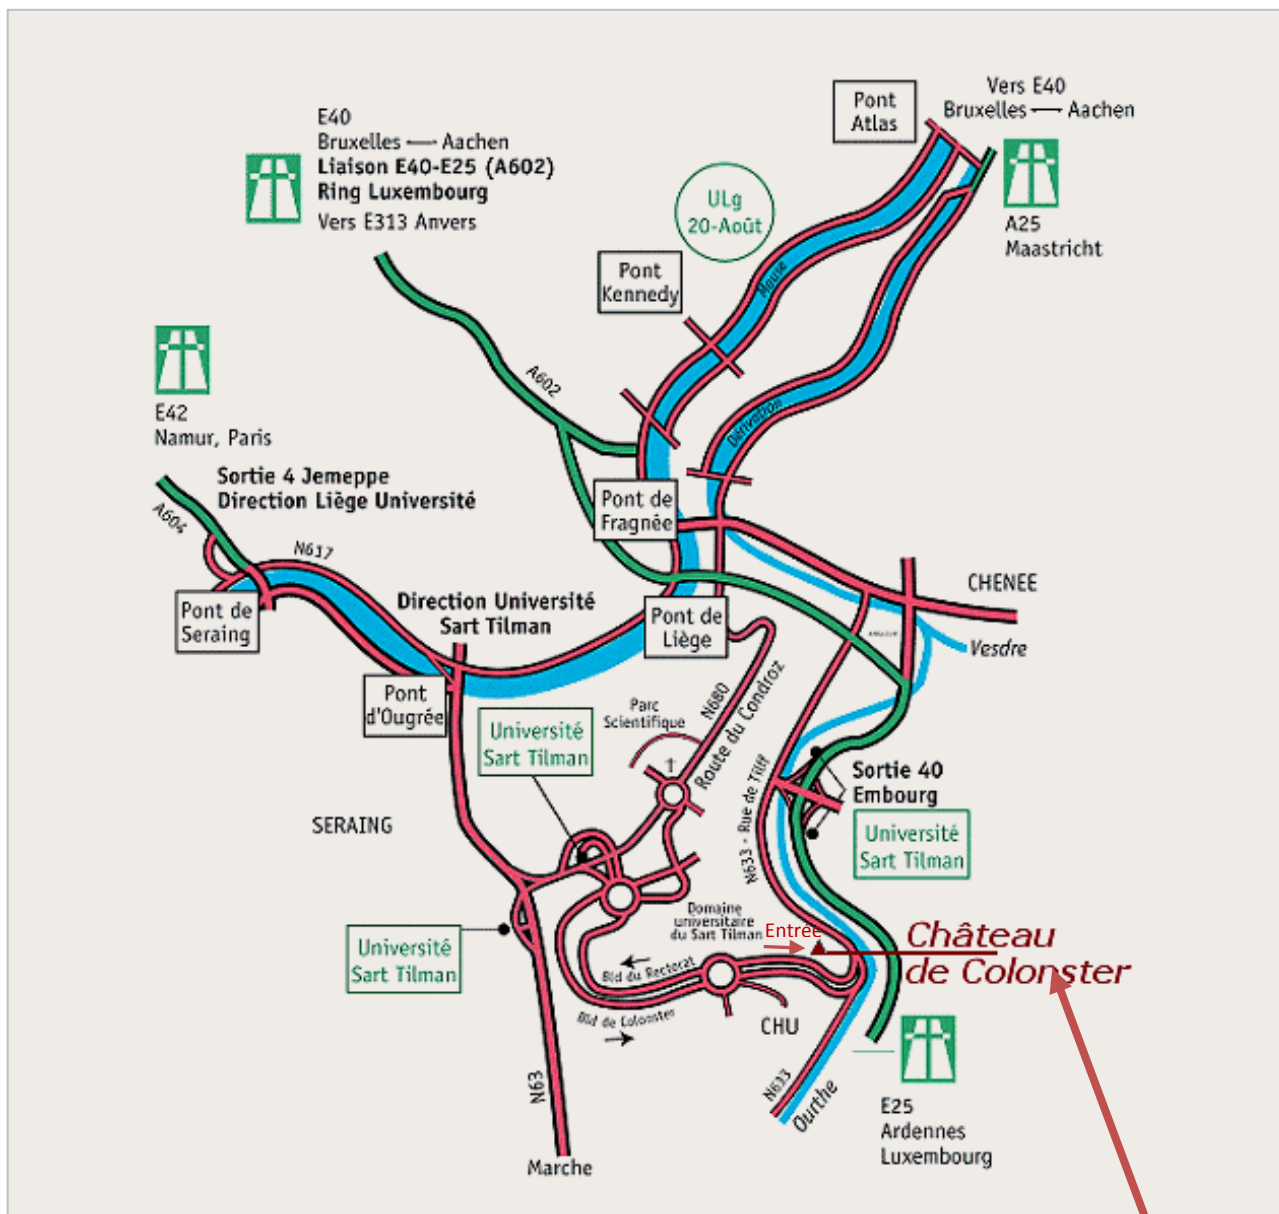 Pont
Atlas
Vers E40
Bruxelles — Aachen
E40
Bruxelles — Aachen
Liaison E40-E25 (A602)
Ring Luxembourg
Vers E313 Anvers
ULg
20-Août
A25
Maastricht
Pont
Kennedy
Meuse
E42
Namur, Paris
A602
Dérivation
Sortie 4 Jemeppe
Direction Liège Université
A604
N617
Pont de
Fragnée
CHENEE
Pont de
Seraing
Direction Université
Sart Tilman
Pont de
Liège
Vesdre
Pont
d'Ougrée
Parc
Scientifique
N680
Route du Condroz
Université
Sart Tilman
N633 - Rue de Tilff
Sortie 40
Embourg
SERAING
Université
Sart Tilman
Domaine
universitaire
du Sart Tilman
Entrée
Château
de Colonster
Université
Sart Tilman
Bld du Rectorat
Bld de Colonster
CHU
N63
N633
Ourthe
E25
Ardennes
Luxembourg
Marche